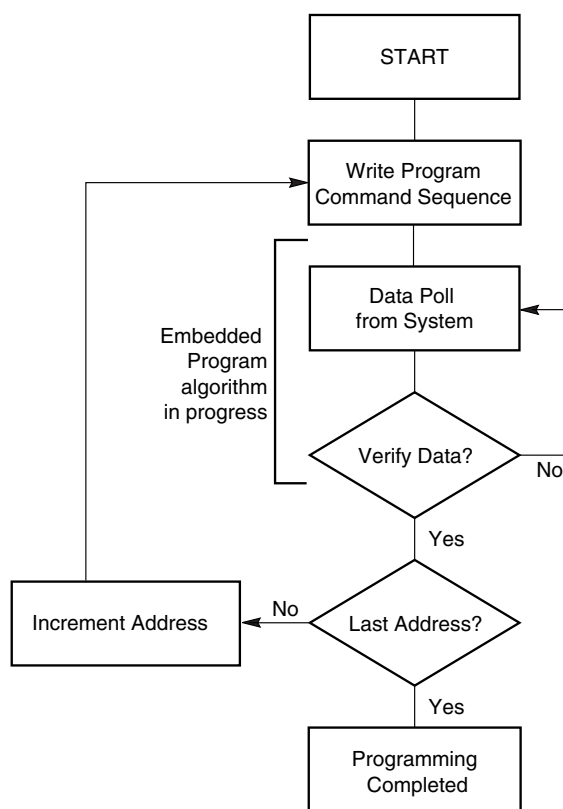 START
Write Program
Command Sequence
Data Poll
from System
Embedded
Program
algorithm
in progress
Verify Data?
No
Yes
Increment Address
No
Last Address?
Yes
Programming
Completed